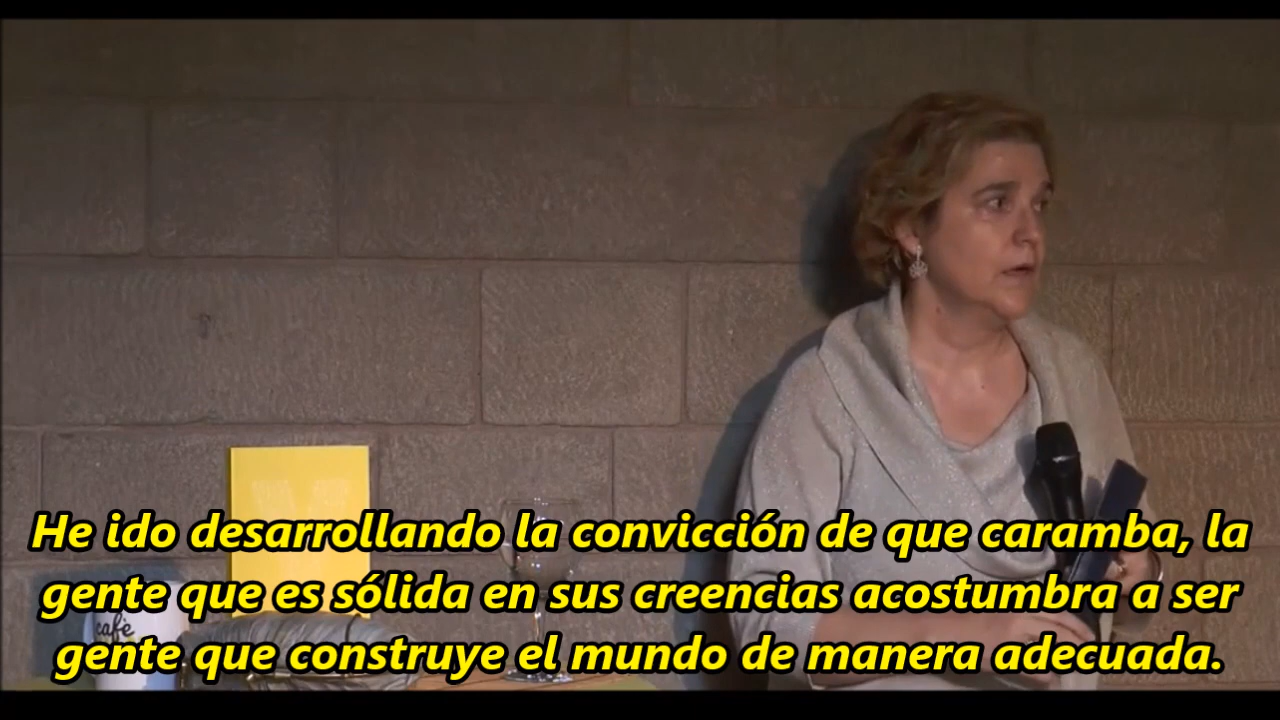 café
He ido desarrollando la convicción de que caramba, la
gente que es sólida en sus creencias acostumbra a ser
gente que construye el mundo de manera adecuada.